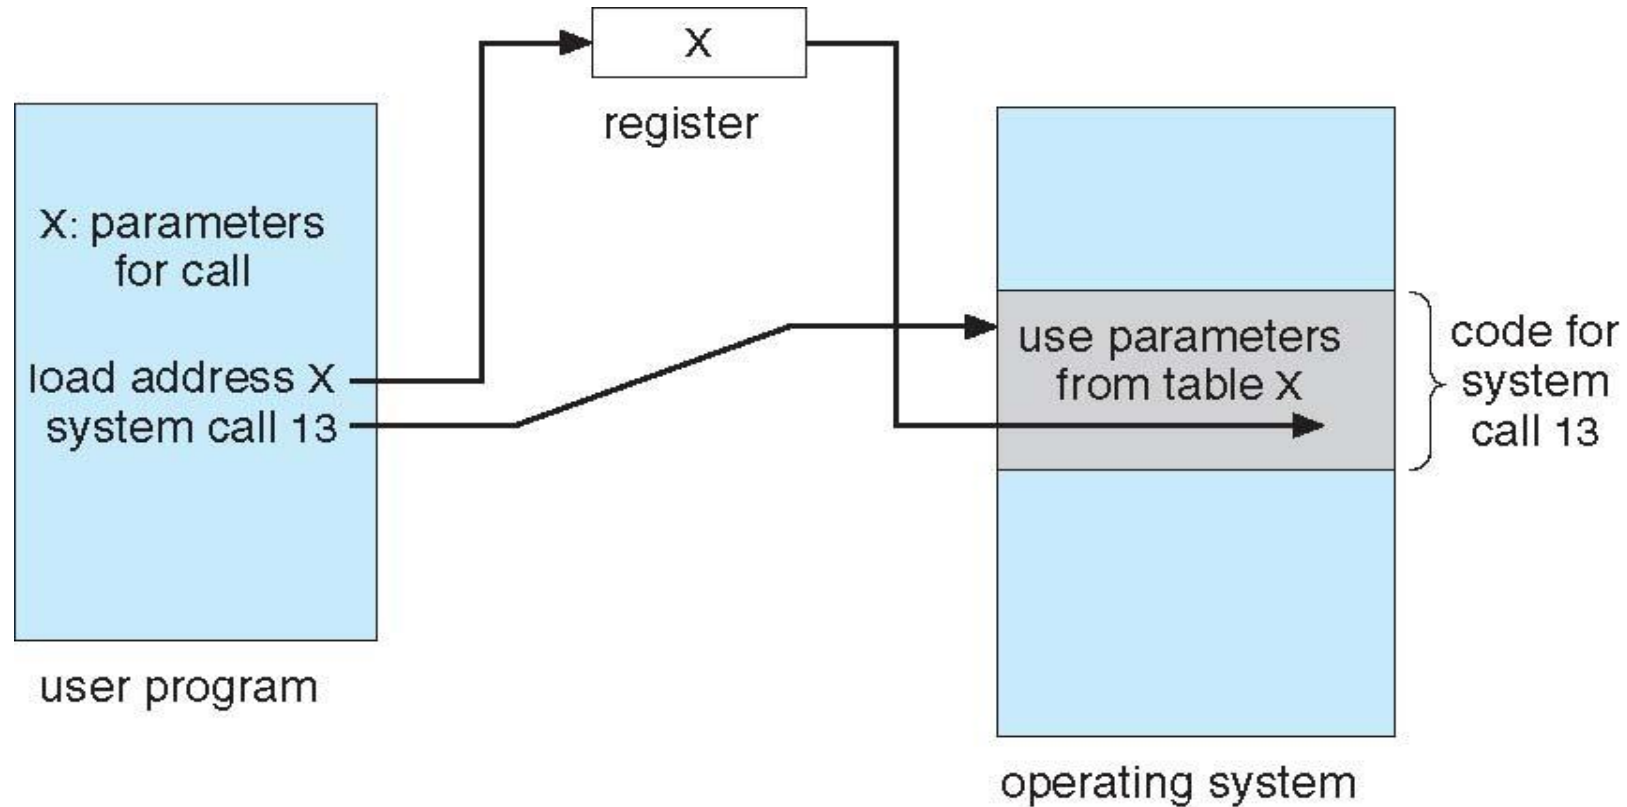 X
register
X: parameters
for call
load address X
system call 13
user program
use parameters
from table X
code for
system
call 13
operating system